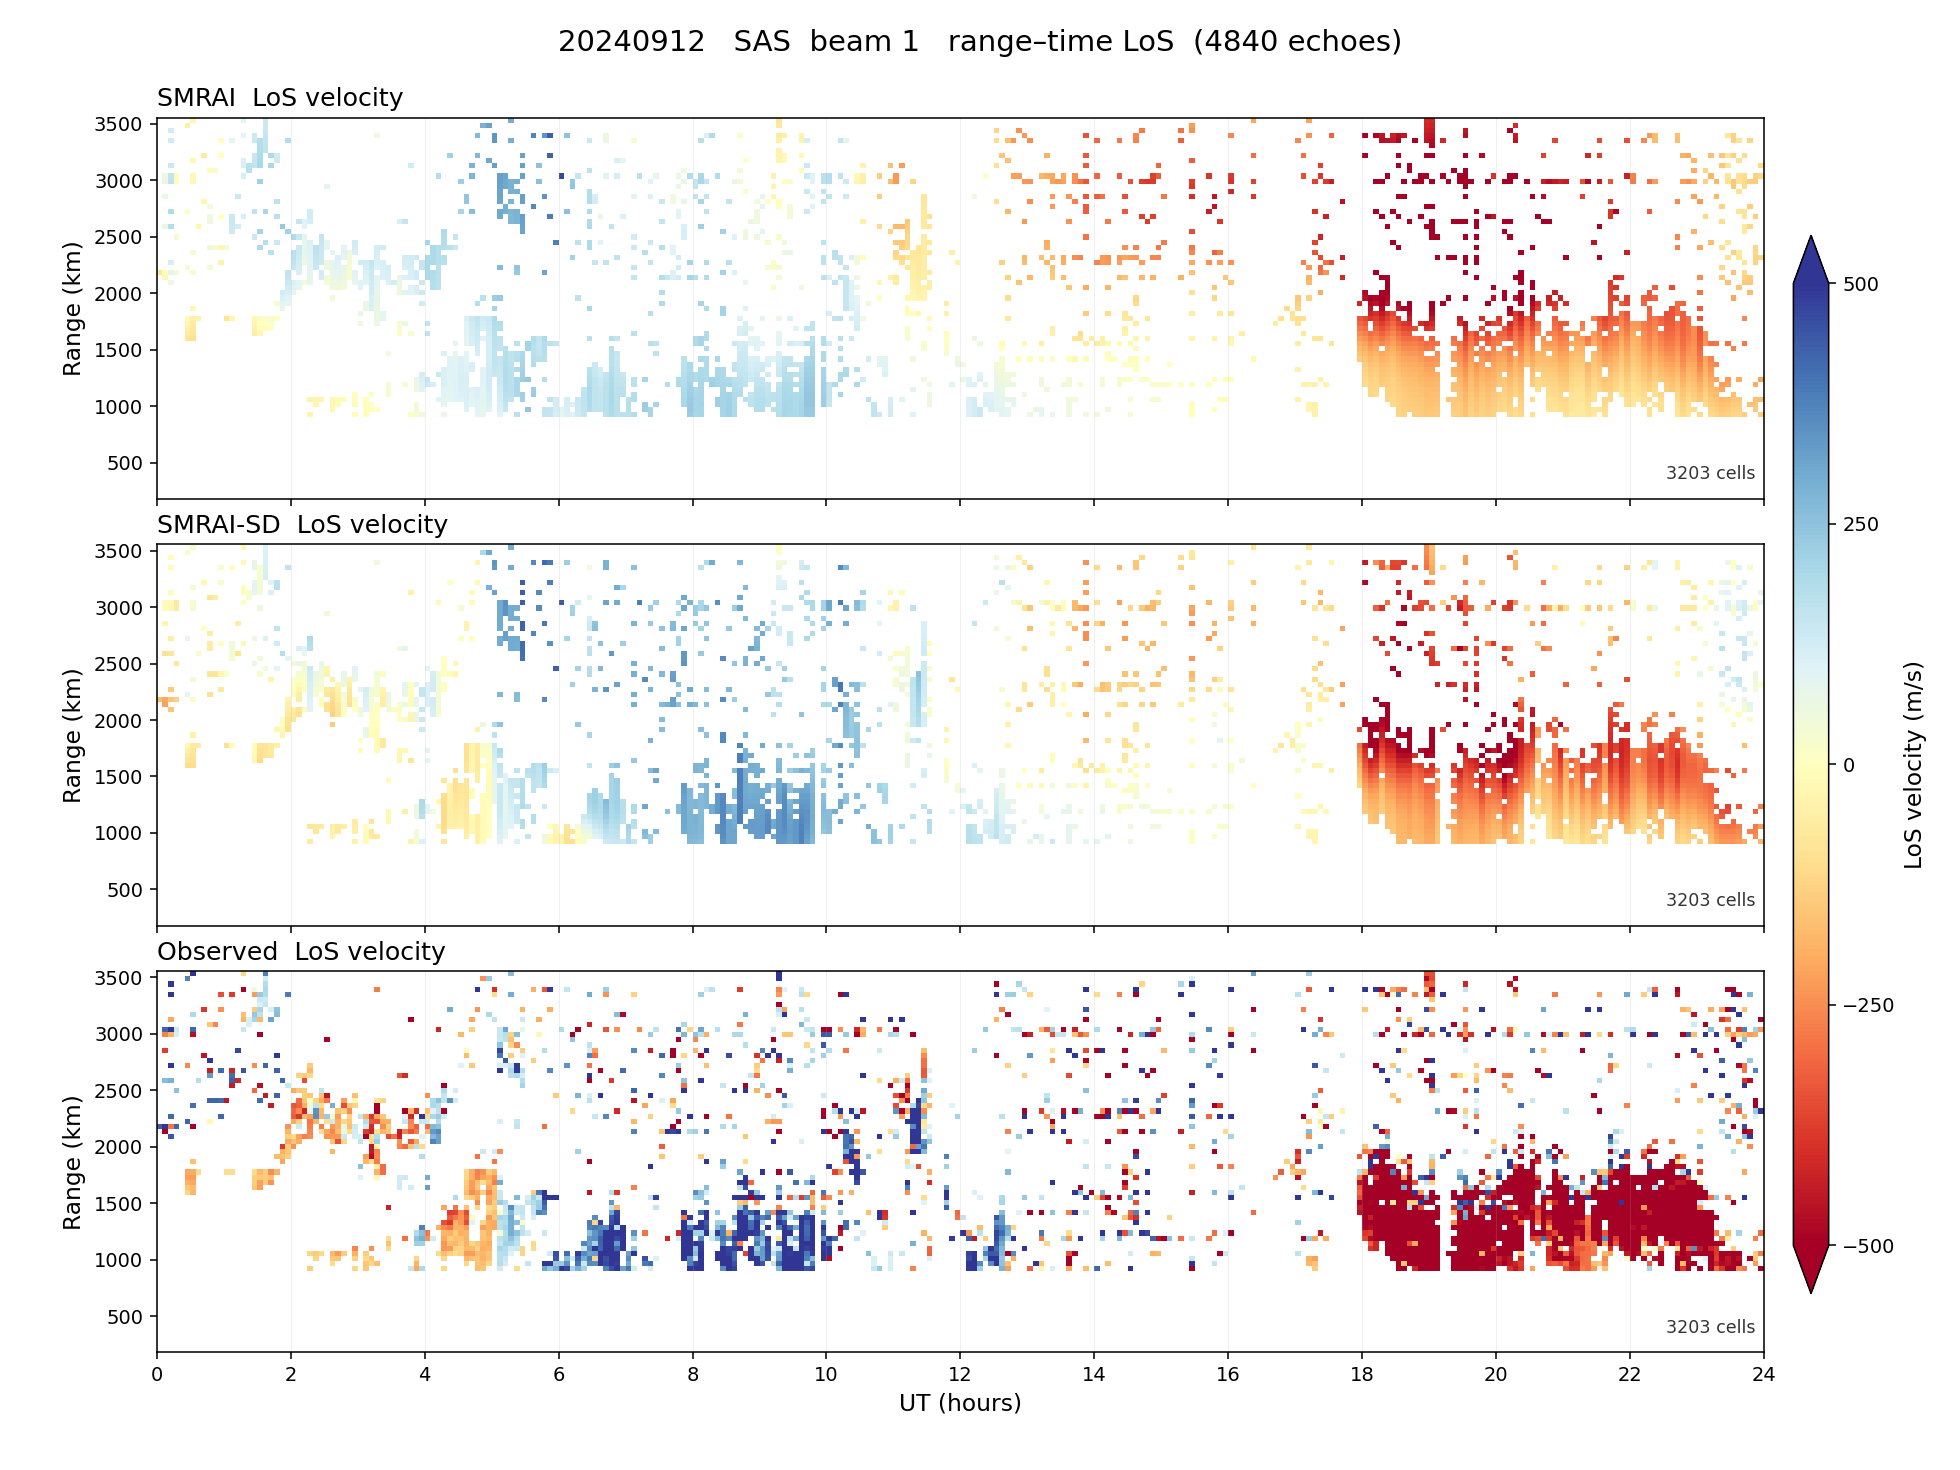 20240912   SAS  beam 1   range–time LoS  (4840 echoes)
SMRAI  LoS velocity
3500
3000
2500
2000
1500
1000
500
Range (km)
3203 cells
SMRAI-SD  LoS velocity
3500
3000
2500
2000
1500
1000
500
Range (km)
3203 cells
Observed  LoS velocity
3500
3000
2500
2000
1500
1000
500
Range (km)
3203 cells
0 2 4 6 8 10 12 14 16 18 20 22 24
UT (hours)
500
250
0
−250
−500
LoS velocity (m/s)